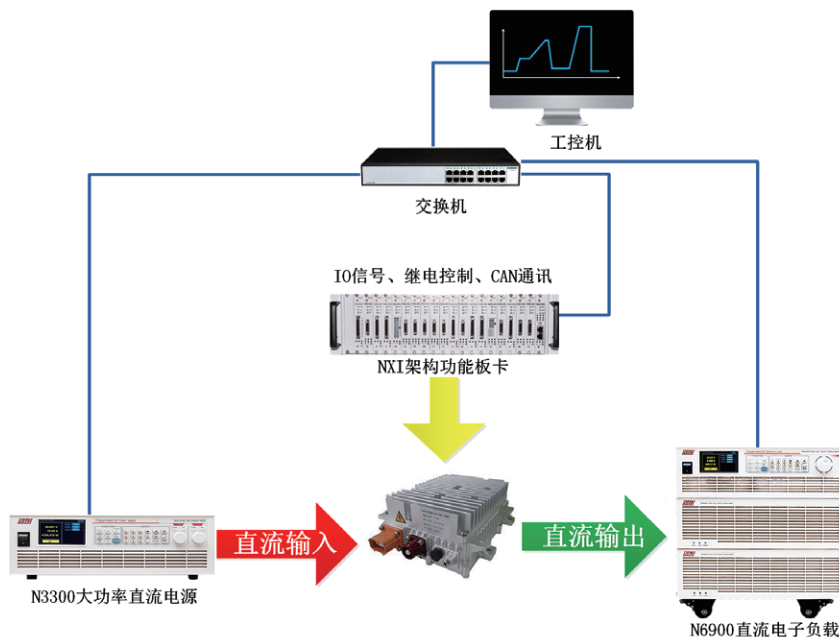 工控机
交换机
IO信号、继电控制、CAN通讯
NXI架构功能板卡
直流输入
直流输出
N3300大功率直流电源
N6900直流电子负载